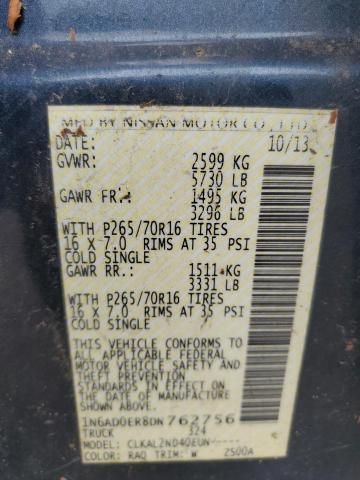 MFD BY NISSAN MOTOR CO., LTD.
DATE: 10/13
GVWR: 2599 KG
5730 LB
GAWR FR.: 1495 KG
3296 LB
WITH P265/70R16 TIRES
16 X 7.0 RIMS AT 35 PSI
COLD SINGLE
GAWR RR.: 1511 KG
3331 LB
WITH P265/70R16 TIRES
16 X 7.0 RIMS AT 35 PSI
COLD SINGLE
THIS VEHICLE CONFORMS TO
ALL APPLICABLE FEDERAL
MOTOR VEHICLE SAFETY
AND THEFT PREVENTION
STANDARDS IN EFFECT ON
THE DATE OF MANUFACTURE
SHOWN ABOVE.
1N6AD0ER8DN762756
TRUCK 324
MODEL: CLKAL2ND40EUN-----
COLOR: RAQ TRIM: W 2500A